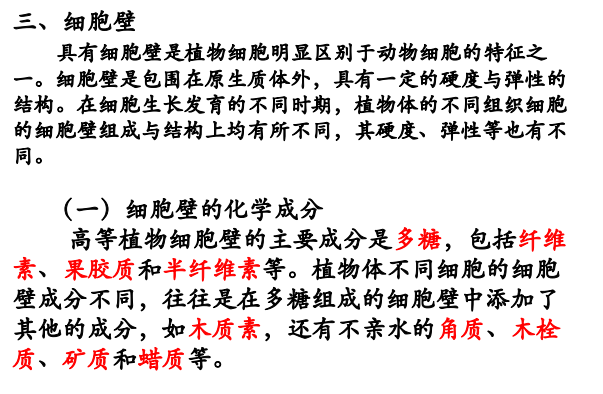 三、细胞壁
具有细胞壁是植物细胞明显区别于动物细胞的特征之
一。细胞壁是包围在原生质体外，具有一定的硬度与弹性的
结构。在细胞生长发育的不同时期，植物体的不同组织细胞
的细胞壁组成与结构上均有所不同，其硬度、弹性等也有不
同。
（一）细胞壁的化学成分
高等植物细胞壁的主要成分是多糖，包括纤维
素、果胶质和半纤维素等。植物体不同细胞的细胞
壁成分不同，往往是在多糖组成的细胞壁中添加了
其他的成分，如木质素，还有不亲水的角质、木栓
质、矿质和蜡质等。